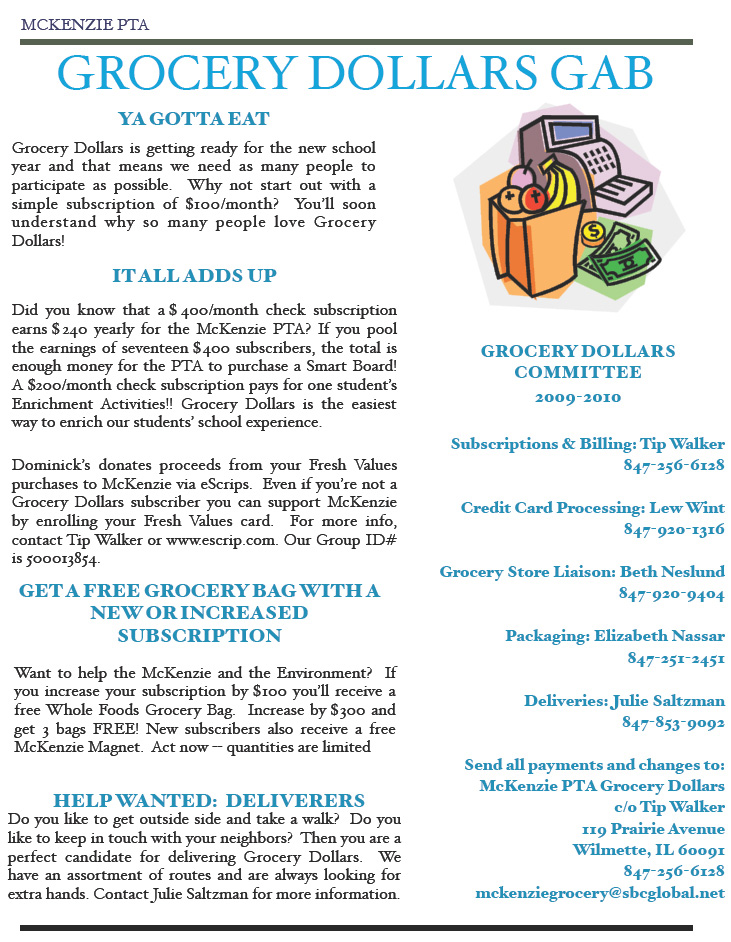 MCKENZIE PTA
GROCERY DOLLARS GAB
YA GOTTA EAT
Grocery Dollars is getting ready for the new school
year and that means we need as many people to
participate as possible. Why not start out with a
simple subscription of $100/month? You'll soon
understand why so many people love Grocery
Dollars!
IT ALL ADDS UP
Did you know that a $ 400/month check subscription
earns $ 240 yearly for the McKenzie PTA? If you pool
the earnings of seventeen $ 400 subscribers, the total is
enough money for the PTA to purchase a Smart Board!
A $200/month check subscription pays for one student's
Enrichment Activities!! Grocery Dollars is the easiest
way to enrich our students' school experience.
Dominick's donates proceeds from your Fresh Values
purchases to McKenzie via eScrips. Even if you're not a
Grocery Dollars subscriber you can support McKenzie
by enrolling your Fresh Values card. For more info,
contact Tip Walker or www.escrip.com. Our Group ID#
is 500013854.
GET A FREE GROCERY BAG WITH A
NEW OR INCREASED
SUBSCRIPTION
Want to help the McKenzie and the Environment? If
you increase your subscription by $100 you'll receive a
free Whole Foods Grocery Bag. Increase by $300 and
get 3 bags FREE! New subscribers also receive a free
McKenzie Magnet. Act now -- quantities are limited
HELP WANTED: DELIVERERS
Do you like to get outside side and take a walk? Do you
like to keep in touch with your neighbors? Then you are a
perfect candidate for delivering Grocery Dollars. We
have an assortment of routes and are always looking for
extra hands. Contact Julie Saltzman for more information.
$
GROCERY DOLLARS
COMMITTEE
2009-2010
Subscriptions & Billing: Tip Walker
847-256-6128
Credit Card Processing: Lew Wint
847-920-1316
Grocery Store Liaison: Beth Neslund
847-920-9404
Packaging: Elizabeth Nassar
847-251-2451
Deliveries: Julie Saltzman
847-853-9092
Send all payments and changes to:
McKenzie PTA Grocery Dollars
c/o Tip Walker
119 Prairie Avenue
Wilmette, IL 60091
847-256-6128
mckenziegrocery@sbcglobal.net